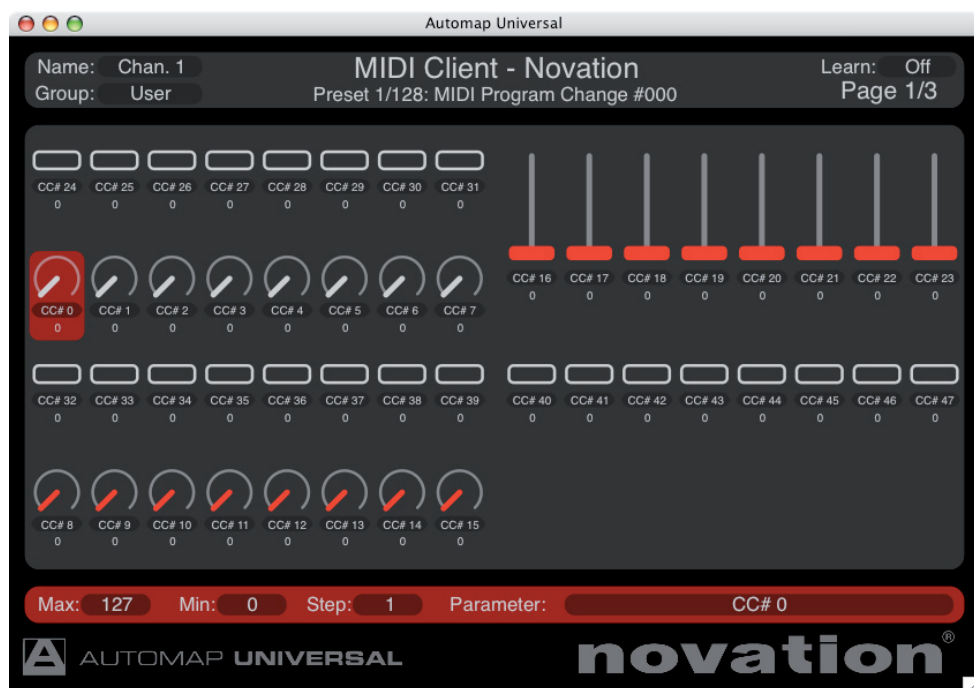 Automap Universal
Name: Chan. 1 MIDI Client - Novation Learn: Off
Group: User Preset 1/128: MIDI Program Change #000 Page 1/3
CC# 24 CC# 25 CC# 26 CC# 27 CC# 28 CC# 29 CC# 30 CC# 31
0 0 0 0 0 0 0 0
CC# 16 CC# 17 CC# 18 CC# 19 CC# 20 CC# 21 CC# 22 CC# 23
0 0 0 0 0 0 0 0
CC# 0 CC# 1 CC# 2 CC# 3 CC# 4 CC# 5 CC# 6 CC# 7
0 0 0 0 0 0 0 0
CC# 32 CC# 33 CC# 34 CC# 35 CC# 36 CC# 37 CC# 38 CC# 39 CC# 40 CC# 41 CC# 42 CC# 43 CC# 44 CC# 45 CC# 46 CC# 47
0 0 0 0 0 0 0 0 0 0 0 0 0 0 0 0
CC# 8 CC# 9 CC# 10 CC# 11 CC# 12 CC# 13 CC# 14 CC# 15
0 0 0 0 0 0 0 0
Max: 127 Min: 0 Step: 1 Parameter: CC# 0
A AUTOMAP UNIVERSAL novation®